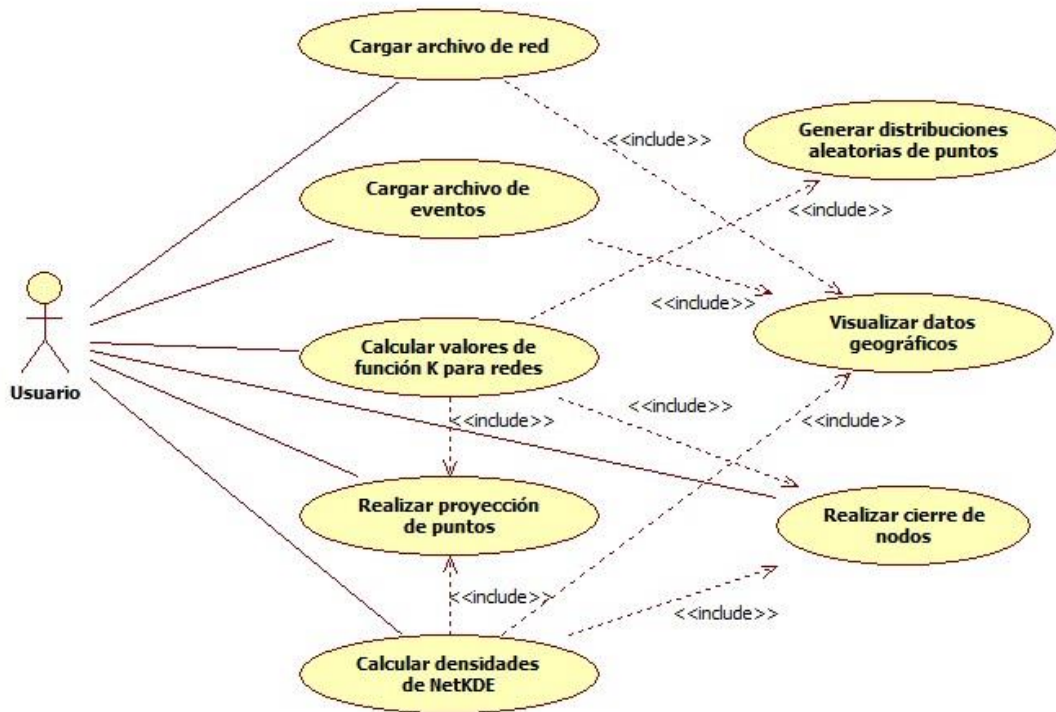 Cargar archivo de red
<<include>>
Generar distribuciones
aleatorias de puntos
Cargar archivo de
eventos
<<include>>
<<include>>
Visualizar datos
geográficos
Calcular valores de
función K para redes
Usuario
<<include>>
<<include>>
<<include>>
Realizar proyección
de puntos
Realizar cierre de
nodos
<<include>>
<<include>>
Calcular densidades
de NetKDE